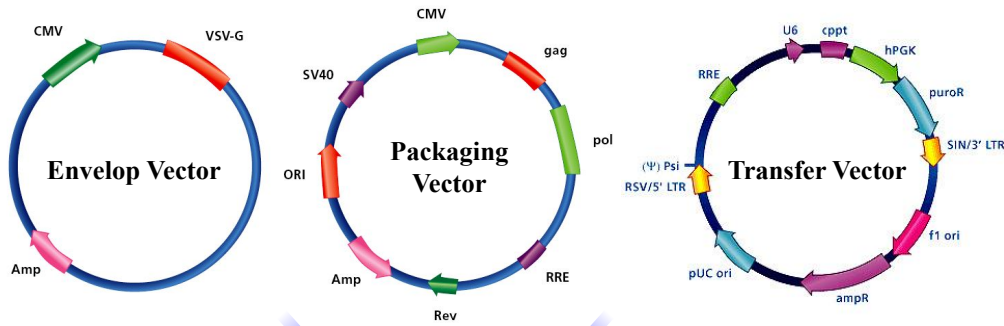 CMV
VSV-G
Envelop Vector
Amp
CMV
gag
SV40
pol
Packaging
Vector
ORI
Amp
RRE
Rev
U6
cppt
hPGK
RRE
puroR
SIN/3' LTR
(Ψ) Psi
Transfer Vector
RSV/5' LTR
f1 ori
pUC ori
ampR